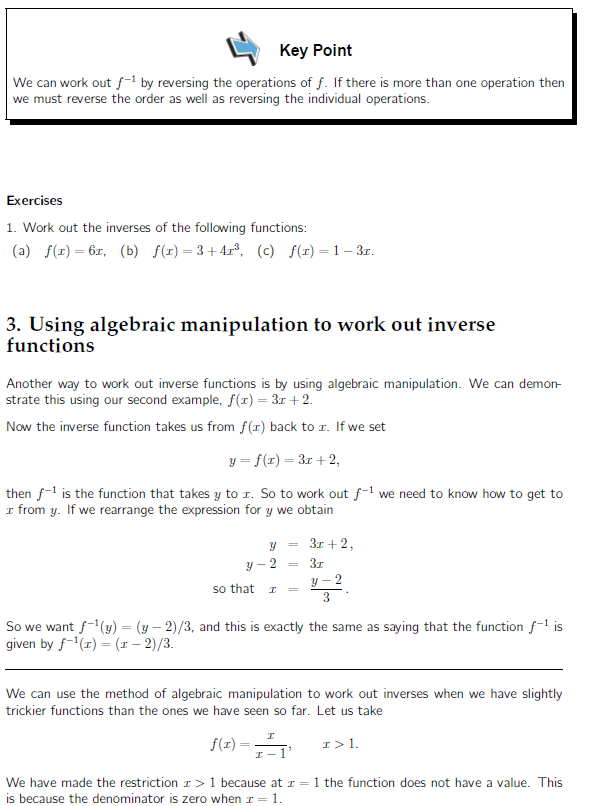 Key Point
We can work out f⁻¹ by reversing the operations of f. If there is more than one operation then
we must reverse the order as well as reversing the individual operations.
Exercises
1. Work out the inverses of the following functions:
(a) f(x) = 6x, (b) f(x) = 3 + 4x³, (c) f(x) = 1 − 3x.
3. Using algebraic manipulation to work out inverse
functions
Another way to work out inverse functions is by using algebraic manipulation. We can demon-
strate this using our second example, f(x) = 3x + 2.
Now the inverse function takes us from f(x) back to x. If we set
y = f(x) = 3x + 2,
then f⁻¹ is the function that takes y to x. So to work out f⁻¹ we need to know how to get to
x from y. If we rearrange the expression for y we obtain
y = 3x + 2,
y − 2 = 3x
so that x = (y − 2)/3.
So we want f⁻¹(y) = (y − 2)/3, and this is exactly the same as saying that the function f⁻¹ is
given by f⁻¹(x) = (x − 2)/3.
We can use the method of algebraic manipulation to work out inverses when we have slightly
trickier functions than the ones we have seen so far. Let us take
f(x) = x/(x − 1), x > 1.
We have made the restriction x > 1 because at x = 1 the function does not have a value. This
is because the denominator is zero when x = 1.